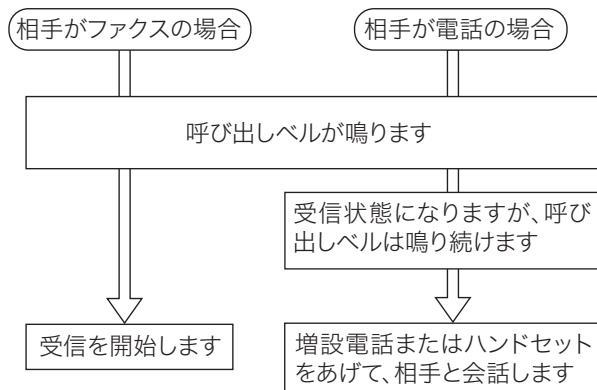 相手がファクスの場合
相手が電話の場合
呼び出しベルが鳴ります
受信状態になりますが、呼び
出しベルは鳴り続けます
受信を開始します
増設電話またはハンドセット
をあげて、相手と会話します